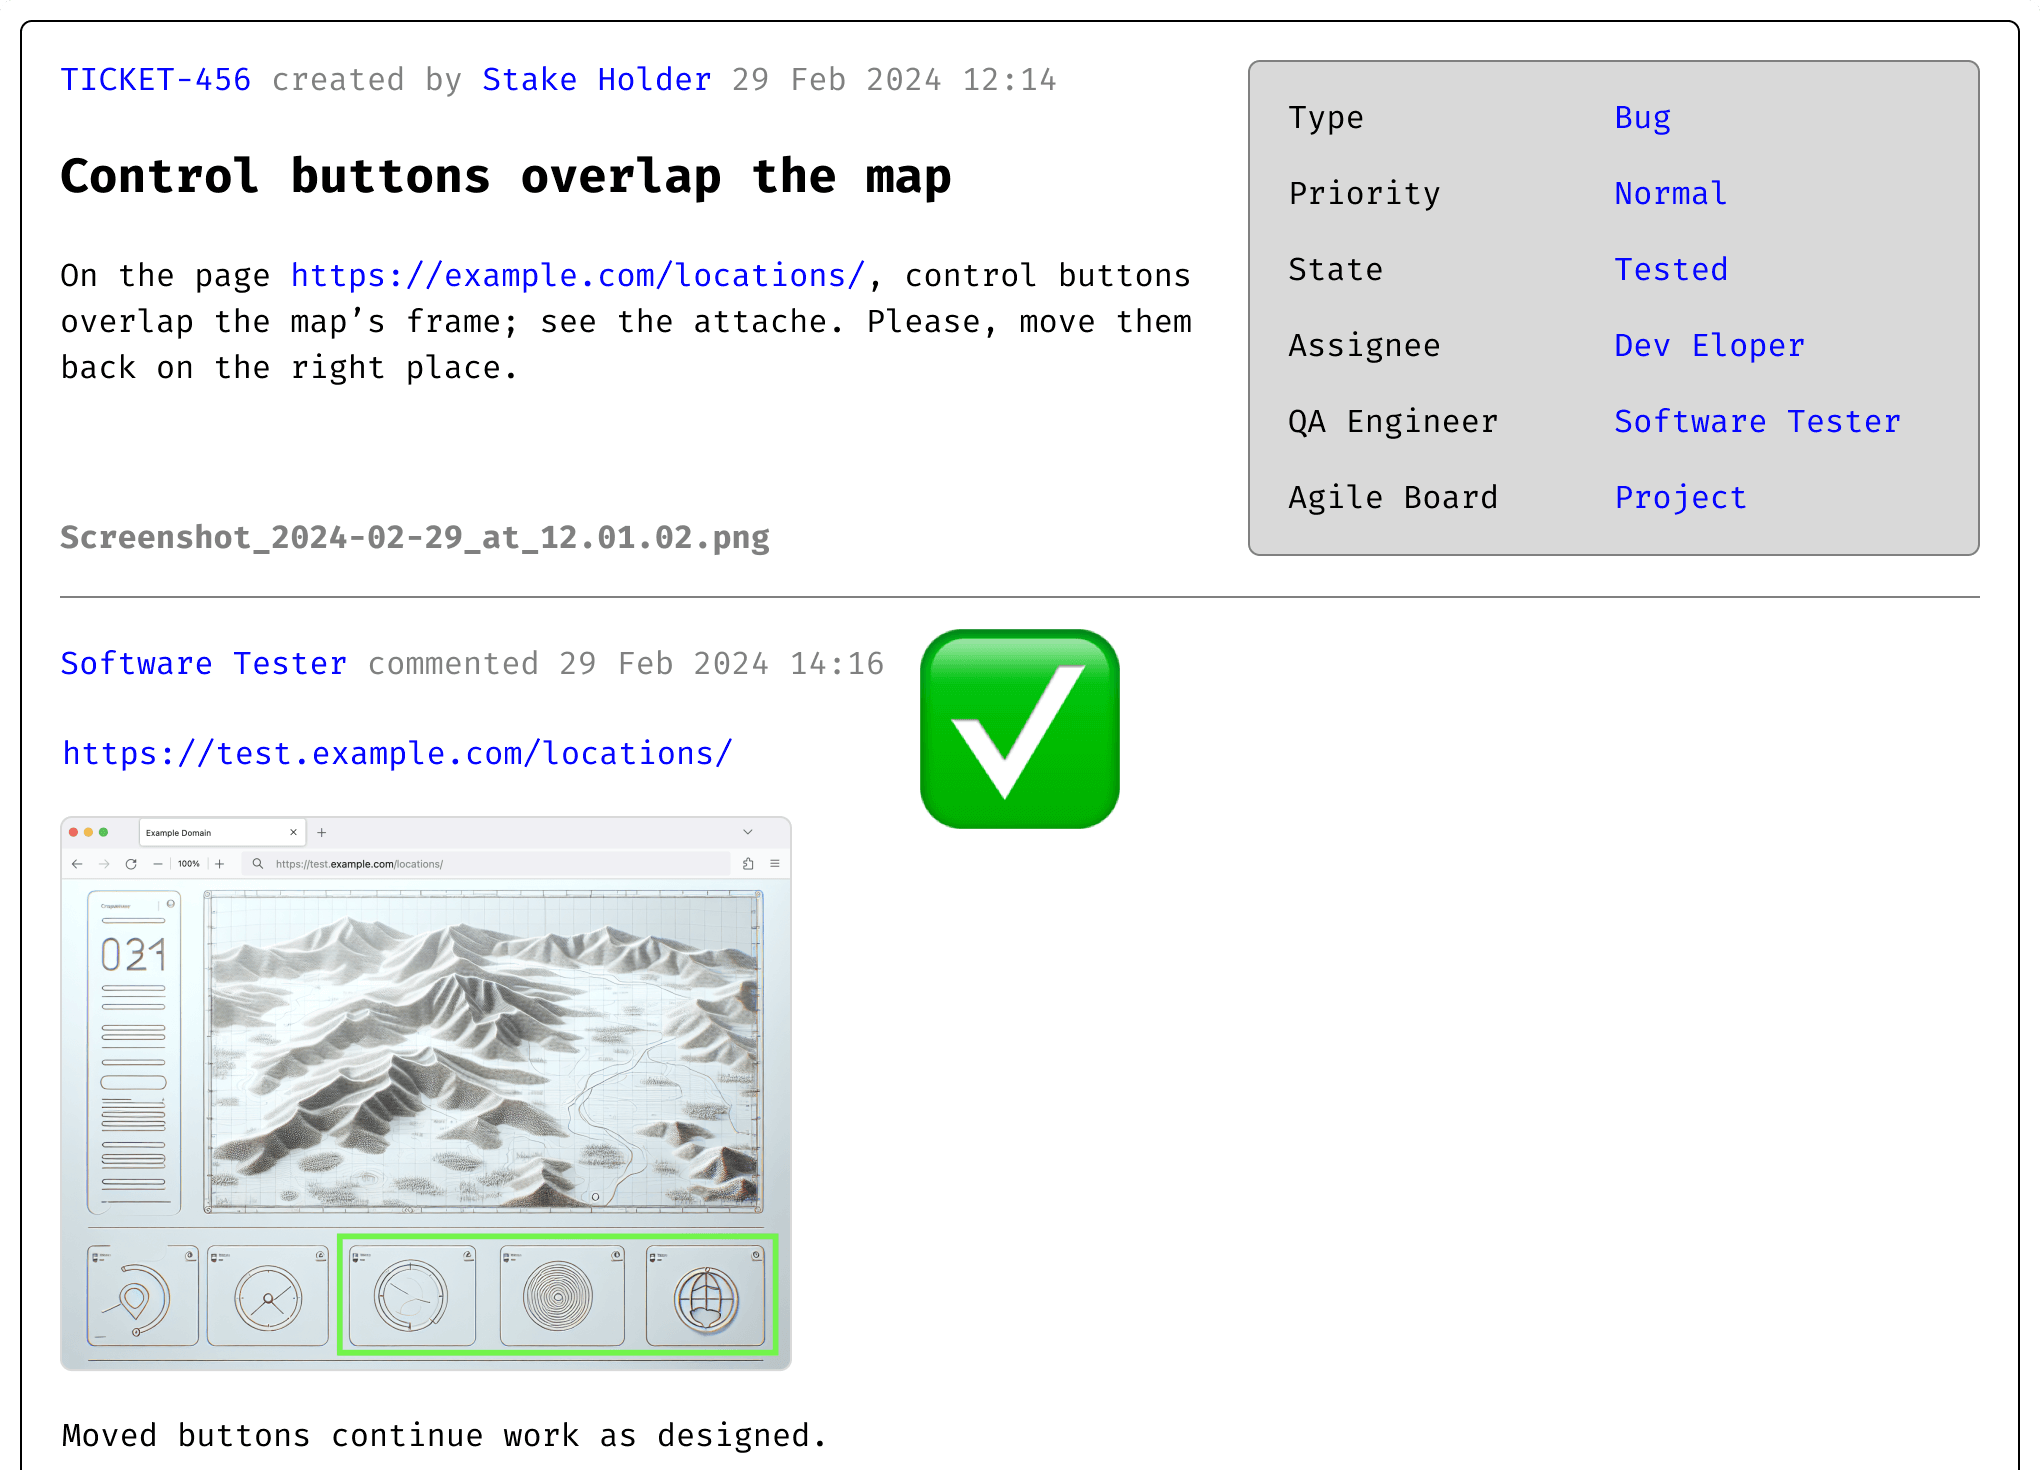 TICKET-456 created by Stake Holder 29 Feb 2024 12:14
Control buttons overlap the map
On the page https://example.com/locations/, control buttons
overlap the map’s frame; see the attache. Please, move them
back on the right place.
Screenshot_2024-02-29_at_12.01.02.png
Type Bug
Priority Normal
State Tested
Assignee Dev Eloper
QA Engineer Software Tester
Agile Board Project
Software Tester commented 29 Feb 2024 14:16
https://test.example.com/locations/
Example Domain
100%
https://test.example.com/locations/
031
Moved buttons continue work as designed.